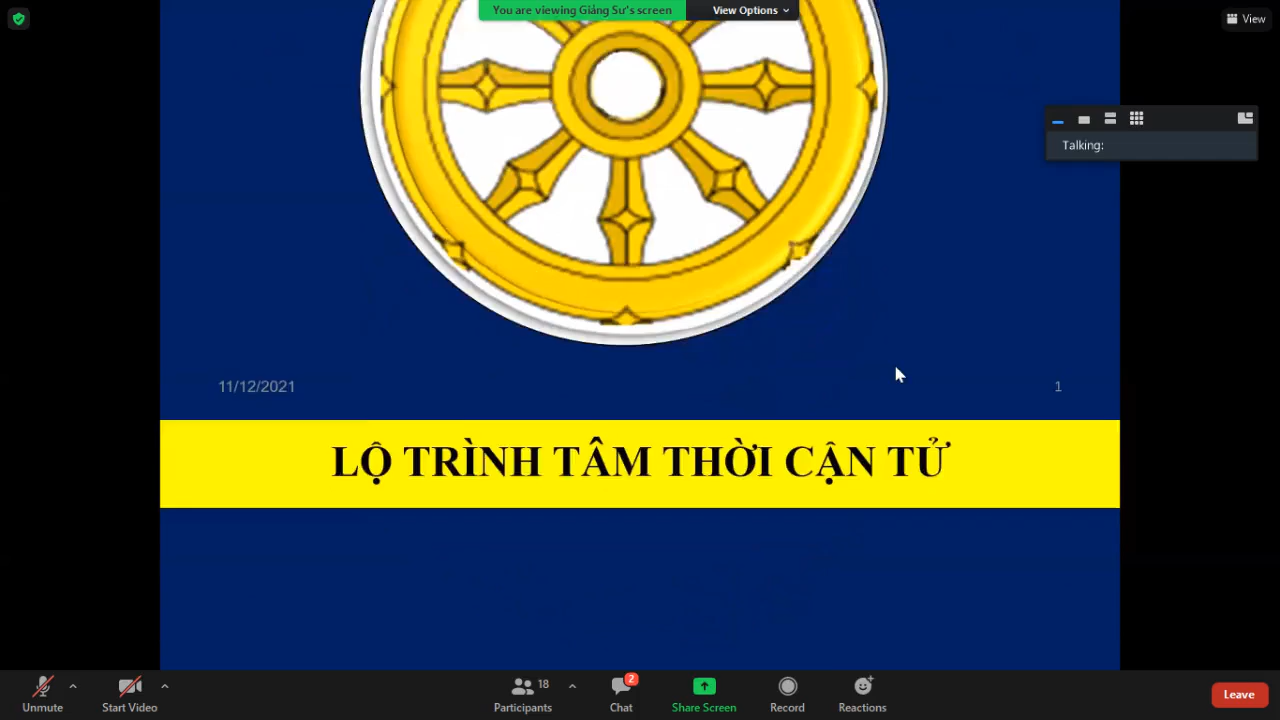 You are viewing Giảng Sư's screen
View Options
View
Talking:
11/12/2021
1
LỘ TRÌNH TÂM THỜI CẬN TỬ
Unmute
Start Video
18
Participants
2
Chat
Share Screen
Record
Reactions
Leave